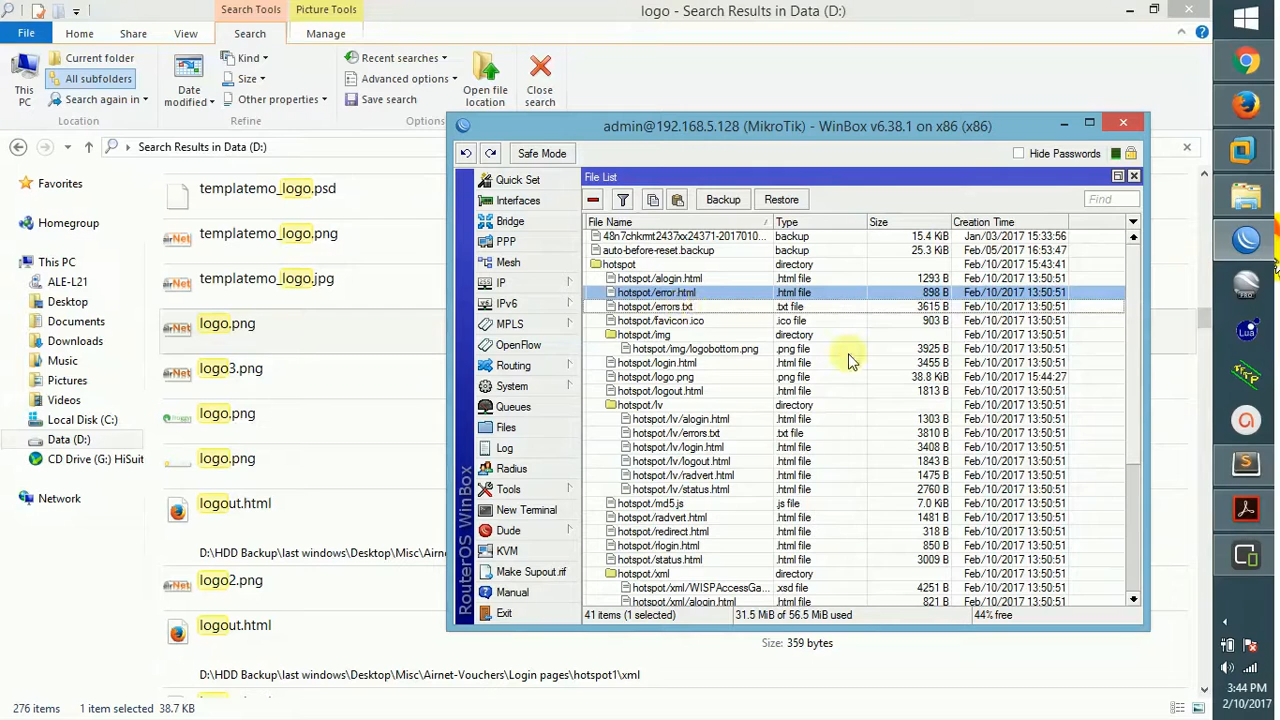 Search Tools
Picture Tools
logo - Search Results in Data (D:)
File
Home
Share
View
Search
Manage
This PC
Current folder
All subfolders
Search again in
Location
Date modified
Kind
Size
Other properties
Refine
Recent searches
Advanced options
Save search
Options
Open file location
Close search
Search Results in Data (D:)
Favorites
Homegroup
This PC
ALE-L21
Desktop
Documents
Downloads
Music
Pictures
Videos
Local Disk (C:)
Data (D:)
CD Drive (G:) HiSuit
Network
templatemo_logo.psd
templatemo_logo.png
templatemo_logo.jpg
logo.png
logo3.png
logo.png
logo.png
logout.html
D:\HDD Backup\last windows\Desktop\Misc\Airne
logo2.png
logout.html
D:\HDD Backup\last windows\Desktop\Misc\Airnet-Vouchers\Login pages\hotspot1\xml
Size: 359 bytes
276 items
1 item selected
38.7 KB
admin@192.168.5.128 (MikroTik) - WinBox v6.38.1 on x86 (x86)
Safe Mode
Hide Passwords
RouterOS WinBox
Quick Set
Interfaces
Bridge
PPP
Mesh
IP
IPv6
MPLS
OpenFlow
Routing
System
Queues
Files
Log
Radius
Tools
New Terminal
Dude
KVM
Make Supout.rif
Manual
Exit
File List
Backup
Restore
Find
File Name Type Size Creation Time
48n7chkrmt2437xx24371-2017010... backup 15.4 KiB Jan/03/2017 15:33:56
auto-before-reset.backup backup 25.3 KiB Feb/05/2017 16:53:47
hotspot directory Feb/10/2017 15:43:41
hotspot/alogin.html .html file 1293 B Feb/10/2017 13:50:51
hotspot/error.html .html file 898 B Feb/10/2017 13:50:51
hotspot/errors.txt .txt file 3615 B Feb/10/2017 13:50:51
hotspot/favicon.ico .ico file 903 B Feb/10/2017 13:50:51
hotspot/img directory Feb/10/2017 13:50:51
hotspot/img/logobottom.png .png file 3925 B Feb/10/2017 13:50:51
hotspot/login.html .html file 3455 B Feb/10/2017 13:50:51
hotspot/logo.png .png file 38.8 KiB Feb/10/2017 15:44:27
hotspot/logout.html .html file 1813 B Feb/10/2017 13:50:51
hotspot/lv directory Feb/10/2017 13:50:51
hotspot/lv/alogin.html .html file 1303 B Feb/10/2017 13:50:51
hotspot/lv/errors.txt .txt file 3810 B Feb/10/2017 13:50:51
hotspot/lv/login.html .html file 3408 B Feb/10/2017 13:50:51
hotspot/lv/logout.html .html file 1843 B Feb/10/2017 13:50:51
hotspot/lv/radvert.html .html file 1475 B Feb/10/2017 13:50:51
hotspot/lv/status.html .html file 2760 B Feb/10/2017 13:50:51
hotspot/md5.js .js file 7.0 KiB Feb/10/2017 13:50:51
hotspot/radvert.html .html file 1481 B Feb/10/2017 13:50:51
hotspot/redirect.html .html file 318 B Feb/10/2017 13:50:51
hotspot/rlogin.html .html file 850 B Feb/10/2017 13:50:51
hotspot/status.html .html file 3009 B Feb/10/2017 13:50:51
hotspot/xml directory Feb/10/2017 13:50:51
hotspot/xml/WISPAccessGa... .xsd file 4251 B Feb/10/2017 13:50:51
hotspot/xml/alogin.html .html file 821 B Feb/10/2017 13:50:51
41 items (1 selected)
31.5 MiB of 56.5 MiB used
44% free
PRO
3:44 PM
2/10/2017